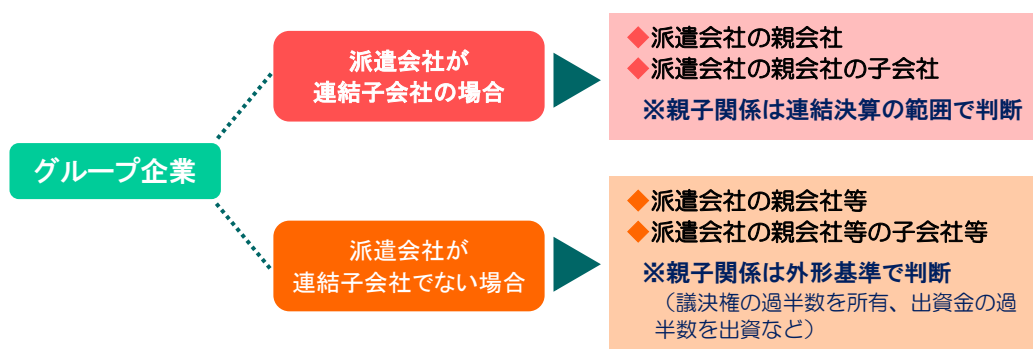 グループ企業
派遣会社が
連結子会社の場合
◆派遣会社の親会社
◆派遣会社の親会社の子会社
※親子関係は連結決算の範囲で判断
派遣会社が
連結子会社でない場合
◆派遣会社の親会社等
◆派遣会社の親会社等の子会社等
※親子関係は外形基準で判断
（議決権の過半数を所有、出資金の過
半数を出資など）